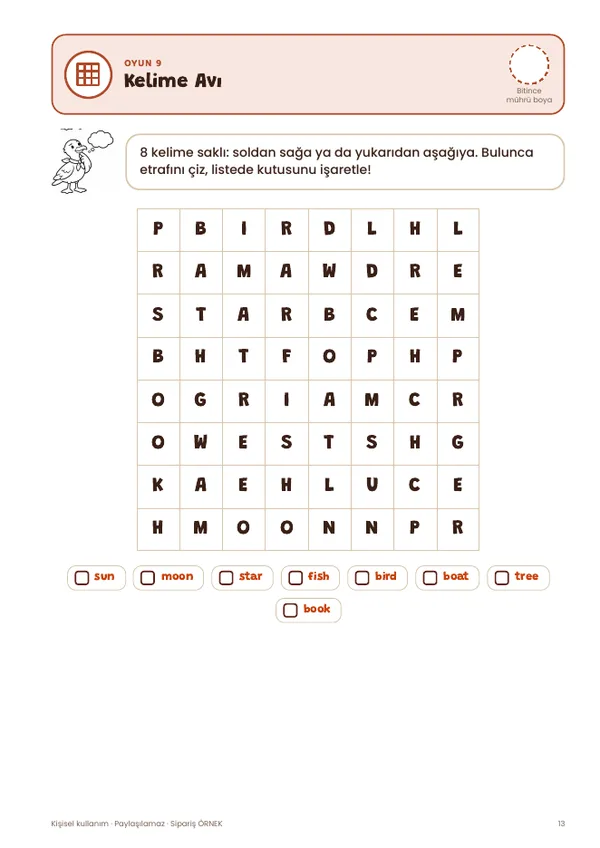 OYUN 9
Kelime Avı
Bitince
mührü boya
8 kelime saklı: soldan sağa ya da yukarıdan aşağıya. Bulunca
etrafını çiz, listede kutusunu işaretle!
P B I R D L H L
R A M A W D R E
S T A R B C E M
B H T F O P H P
O G R I A M C R
O W E S T S H G
K A E H L U C E
H M O O N N P R
sun moon star fish bird boat tree
book
Kişisel kullanım · Paylaşılamaz · Sipariş ÖRNEK 13